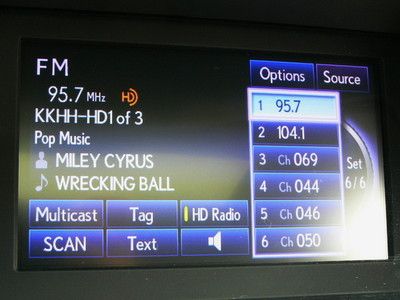 FM
Options Source
95.7 MHz HD
KKHH-HD1 of 3
Pop Music
MILEY CYRUS
WRECKING BALL
1 95.7
2 104.1
3 Ch 069
4 Ch 044
5 Ch 046
6 Ch 050
Set
6/6
Multicast Tag HD Radio
SCAN Text